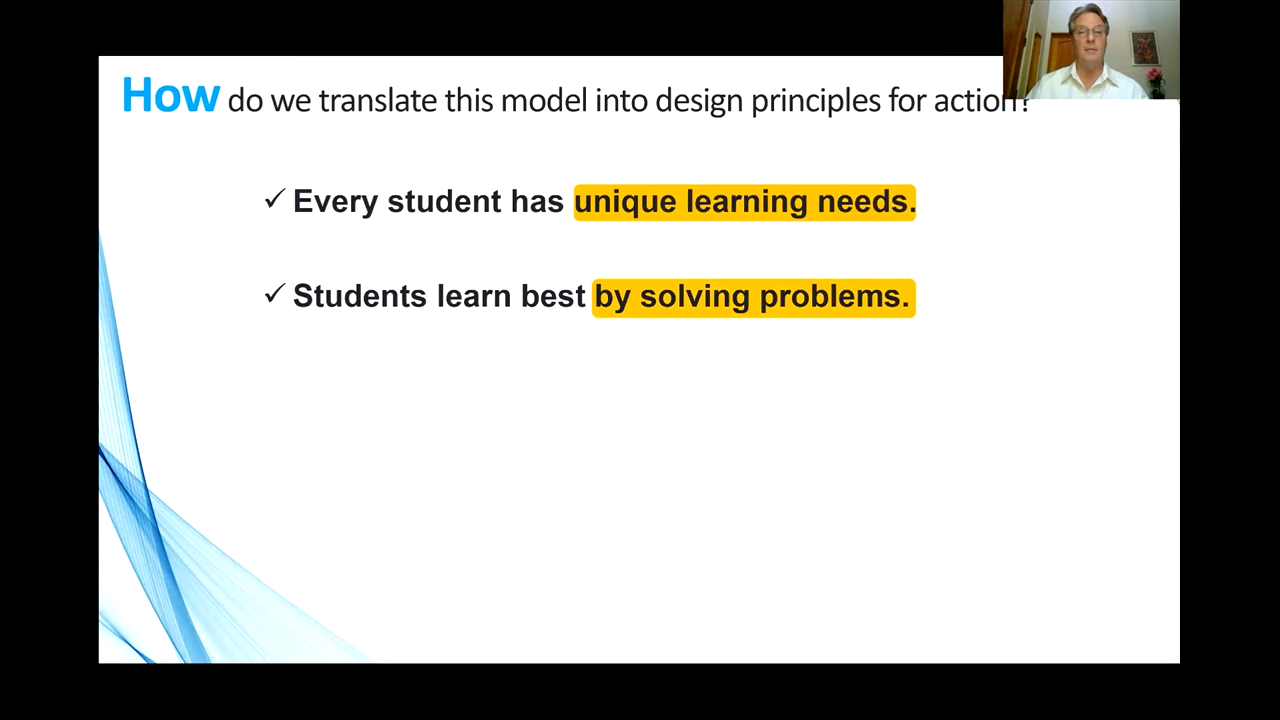 How do we translate this model into design principles for action?
✓ Every student has unique learning needs.
✓ Students learn best by solving problems.